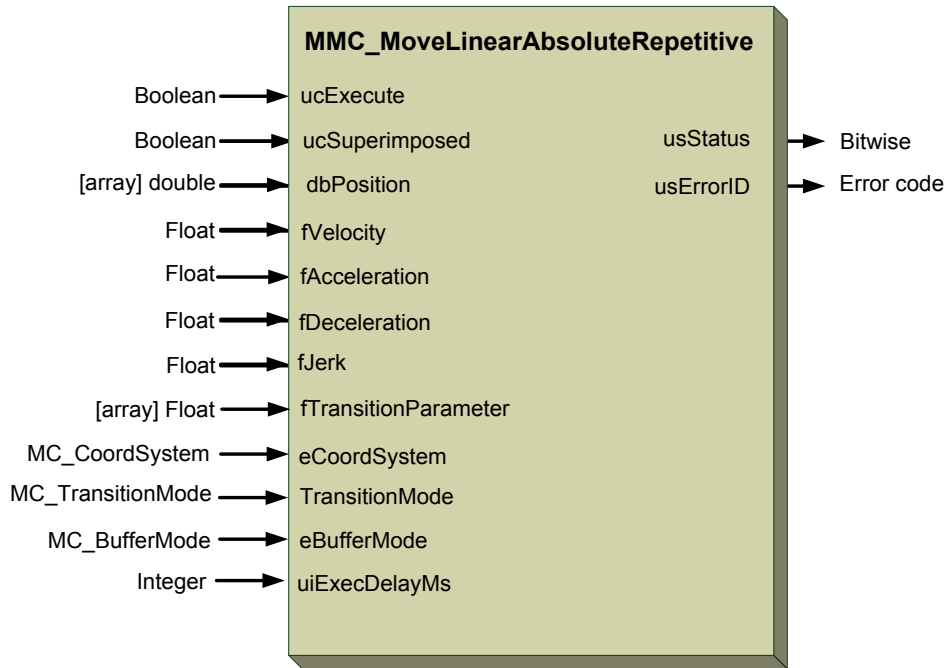 MMC_MoveLinearAbsoluteRepetitive
Boolean ucExecute
Boolean ucSuperimposed usStatus Bitwise
[array] double dbPosition usErrorID Error code
Float fVelocity
Float fAcceleration
Float fDeceleration
Float fJerk
[array] Float fTransitionParameter
MC_CoordSystem eCoordSystem
MC_TransitionMode TransitionMode
MC_BufferMode eBufferMode
Integer uiExecDelayMs